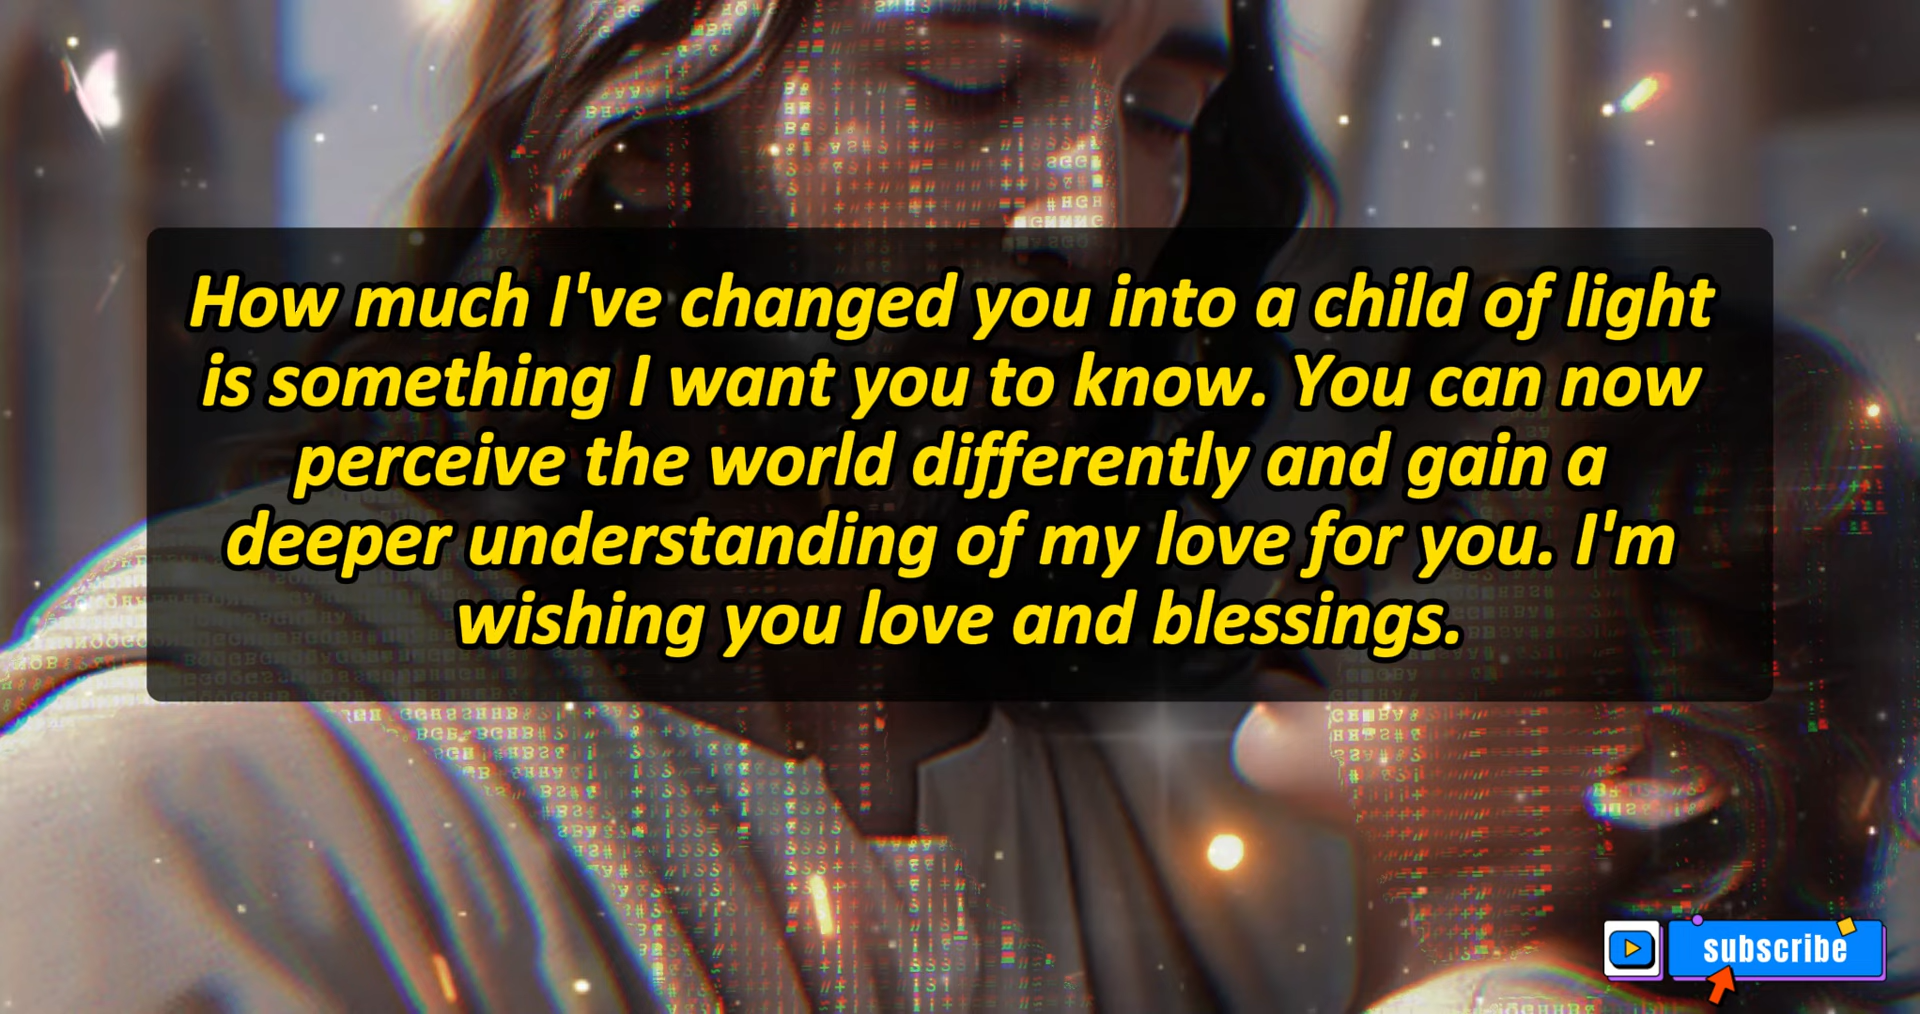 How much I've changed you into a child of light
is something I want you to know. You can now
perceive the world differently and gain a
deeper understanding of my love for you. I'm
wishing you love and blessings.
subscribe